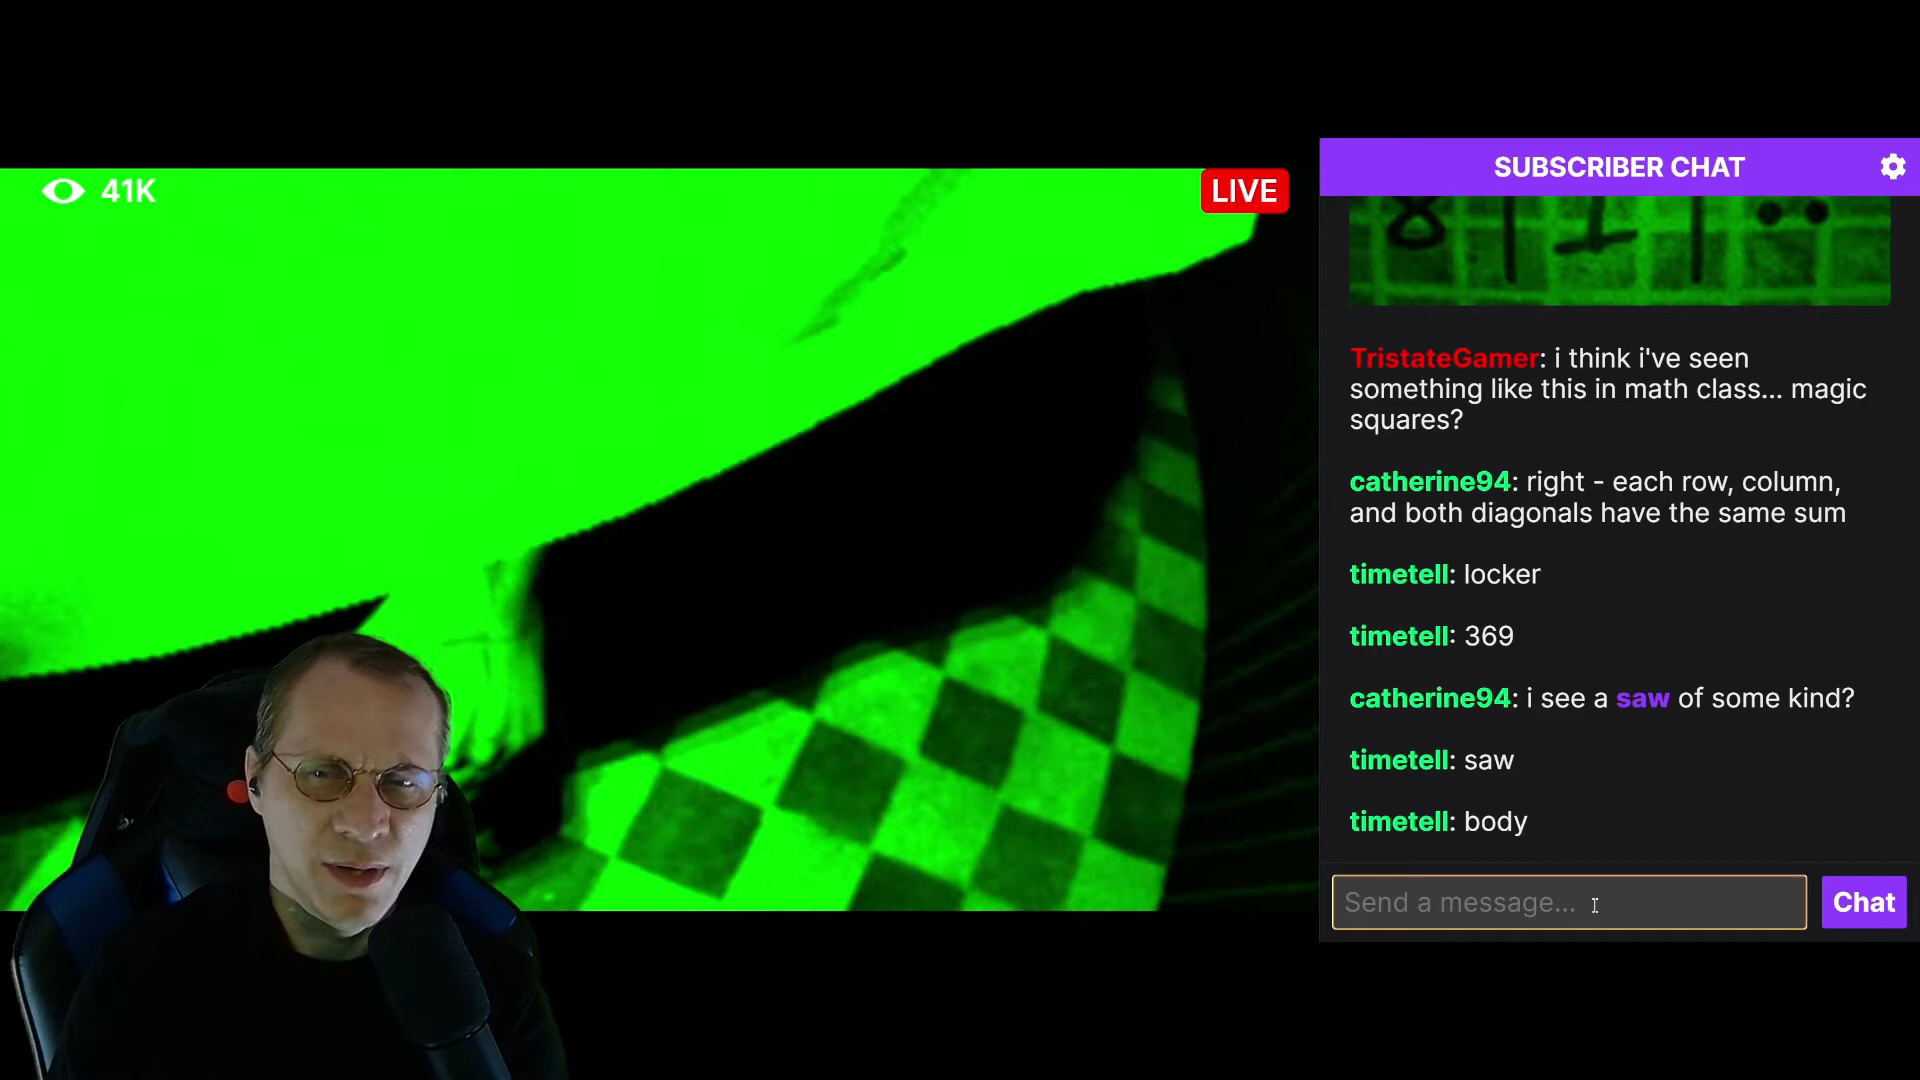 41K
LIVE
SUBSCRIBER CHAT
8 | 1 |
TristateGamer: i think i've seen
something like this in math class... magic
squares?
catherine94: right - each row, column,
and both diagonals have the same sum
timetell: locker
timetell: 369
catherine94: i see a saw of some kind?
timetell: saw
timetell: body
Send a message...
Chat